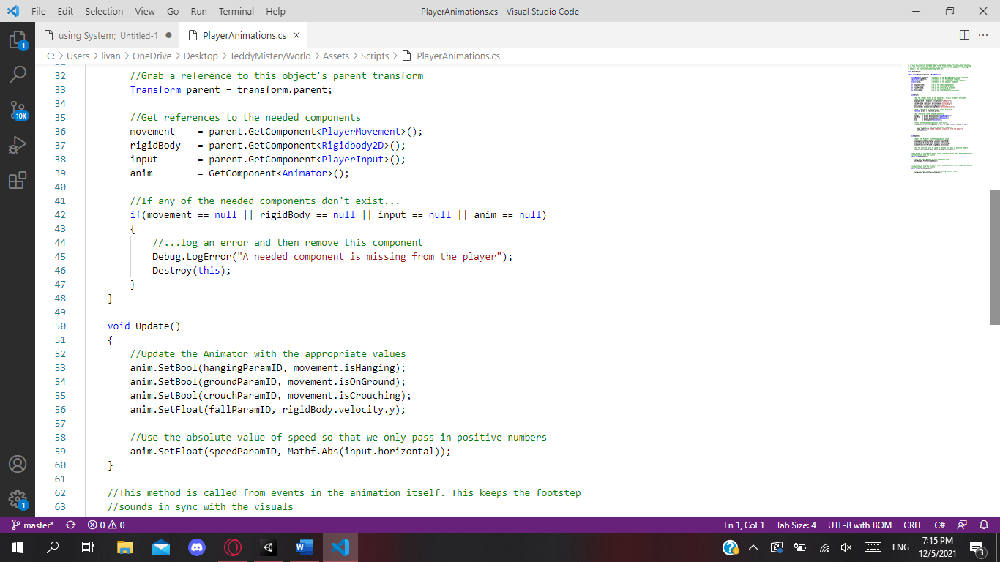 File Edit Selection View Go Run Terminal Help PlayerAnimations.cs - Visual Studio Code
using System; Untitled-1 PlayerAnimations.cs
C: > Users > livan > OneDrive > Desktop > TeddyMisteryWorld > Assets > Scripts > PlayerAnimations.cs
32 //Grab a reference to this object's parent transform
33 Transform parent = transform.parent;
34
35 //Get references to the needed components
36 movement    = parent.GetComponent<PlayerMovement>();
37 rigidBody   = parent.GetComponent<Rigidbody2D>();
38 input       = parent.GetComponent<PlayerInput>();
39 anim        = GetComponent<Animator>();
40
41 //If any of the needed components don't exist...
42 if(movement == null || rigidBody == null || input == null || anim == null)
43 {
44 //...log an error and then remove this component
45 Debug.LogError("A needed component is missing from the player");
46 Destroy(this);
47 }
48 }
49
50 void Update()
51 {
52 //Update the Animator with the appropriate values
53 anim.SetBool(hangingParamID, movement.isHanging);
54 anim.SetBool(groundParamID, movement.isOnGround);
55 anim.SetBool(crouchParamID, movement.isCrouching);
56 anim.SetFloat(fallParamID, rigidBody.velocity.y);
57
58 //Use the absolute value of speed so that we only pass in positive numbers
59 anim.SetFloat(speedParamID, Mathf.Abs(input.horizontal));
60 }
61
62 //This method is called from events in the animation itself. This keeps the footstep
63 //sounds in sync with the visuals
1
10K
1
master* 0 0 Ln 1, Col 1 Tab Size: 4 UTF-8 with BOM CRLF C#
ENG 7:15 PM
12/5/2021
3